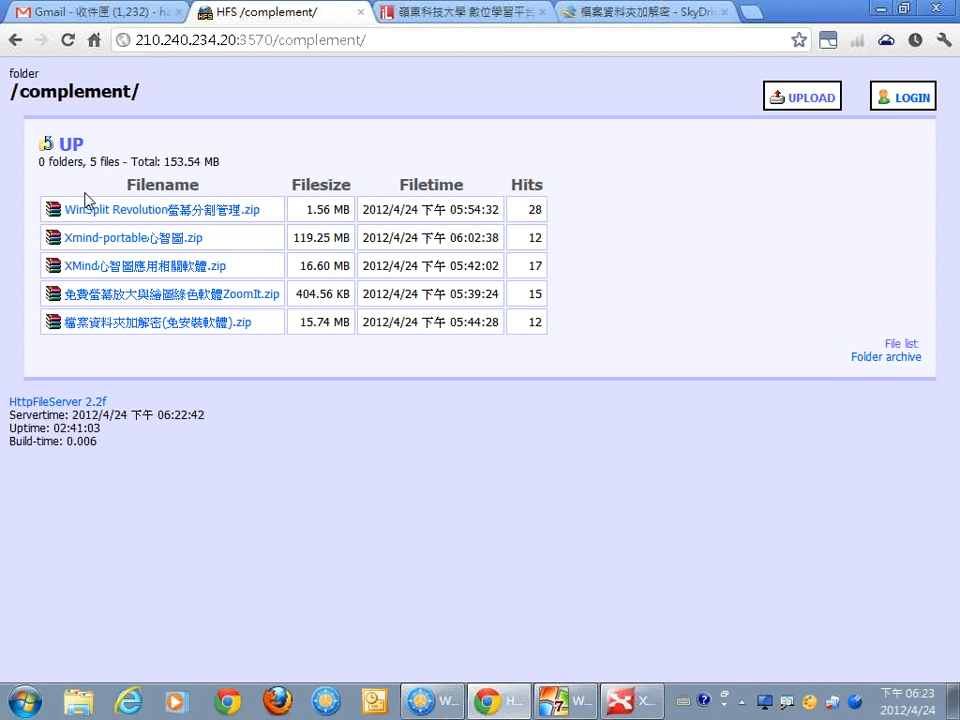 Gmail - 收件匣 (1,232) - ha
HFS /complement/
嶺東科技大學 數位學習平台
檔案資料夾加解密 - SkyDriv
210.240.234.20:3570/complement/
folder
/complement/
UPLOAD
LOGIN
UP
0 folders, 5 files - Total: 153.54 MB
Filename Filesize Filetime Hits
WinSplit Revolution螢幕分割管理.zip 1.56 MB 2012/4/24 下午 05:54:32 28
Xmind-portable心智圖.zip 119.25 MB 2012/4/24 下午 06:02:38 12
XMind心智圖應用相關軟體.zip 16.60 MB 2012/4/24 下午 05:42:02 17
免費螢幕放大與繪圖綠色軟體ZoomIt.zip 404.56 KB 2012/4/24 下午 05:39:24 15
檔案資料夾加解密(免安裝軟體).zip 15.74 MB 2012/4/24 下午 05:44:28 12
File list
Folder archive
HttpFileServer 2.2f
Servertime: 2012/4/24 下午 06:22:42
Uptime: 02:41:03
Build-time: 0.006
W...
H...
W...
X...
下午 06:23
2012/4/24